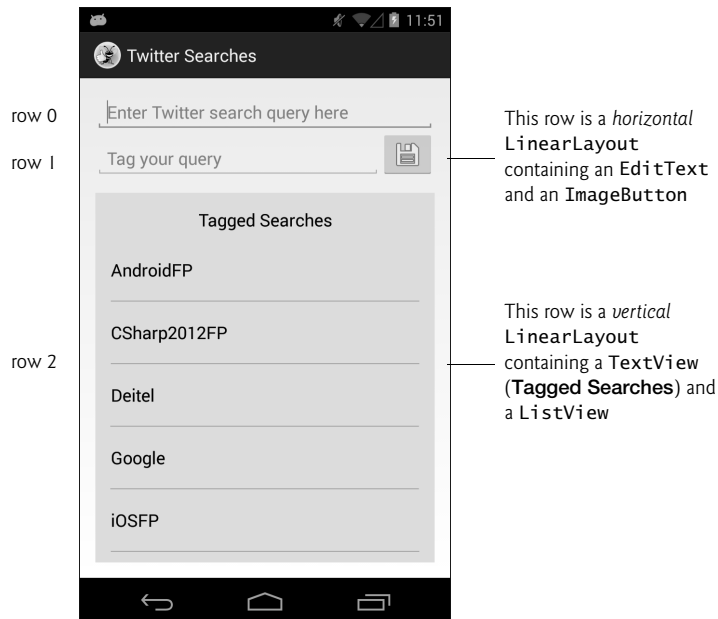 11:51
Twitter Searches
row 0
Enter Twitter search query here
row 1
Tag your query
This row is a horizontal
LinearLayout
containing an EditText
and an ImageButton
Tagged Searches
AndroidFP
CSharp2012FP
row 2
Deitel
Google
iOSFP
This row is a vertical
LinearLayout
containing a TextView
(Tagged Searches) and
a ListView